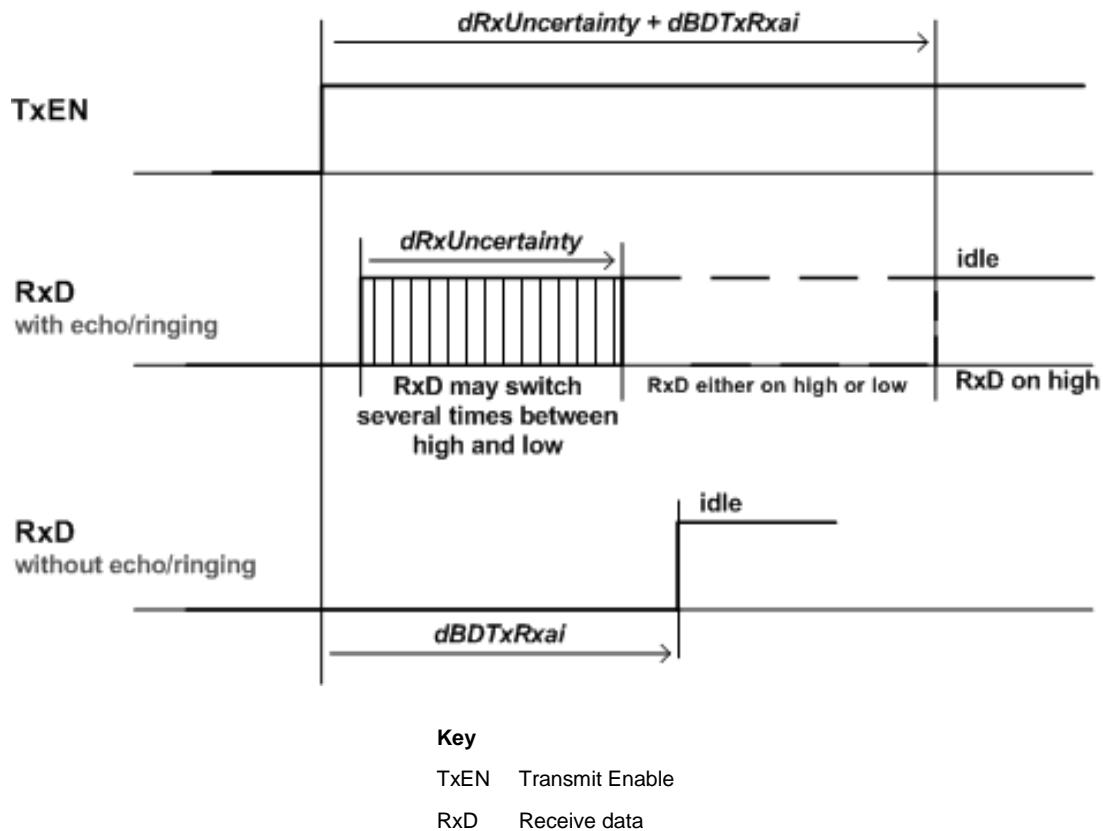 dRxUncertainty + dBDTxRxai
TxEN
dRxUncertainty
idle
RxD
with echo/ringing
RxD may switch
several times between
high and low
RxD either on high or low
RxD on high
idle
RxD
without echo/ringing
dBDTxRxai
Key
TxEN Transmit Enable
RxD Receive data